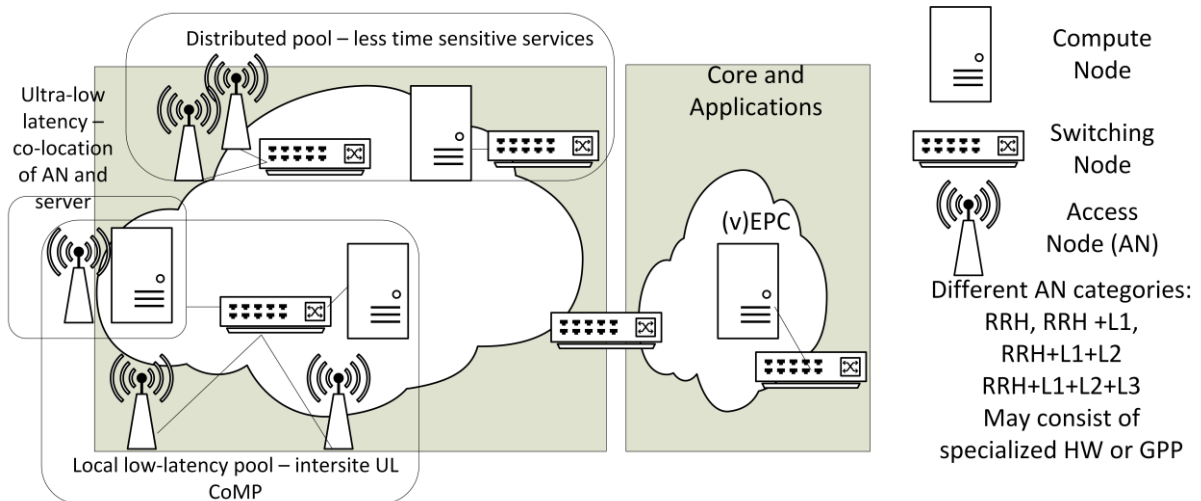 Distributed pool – less time sensitive services
Ultra-low
latency –
co-location
of AN and
server
Local low-latency pool – intersite UL
CoMP
Core and
Applications
(v)EPC
Compute
Node
Switching
Node
Access
Node (AN)
Different AN categories:
RRH, RRH +L1,
RRH+L1+L2
RRH+L1+L2+L3
May consist of
specialized HW or GPP